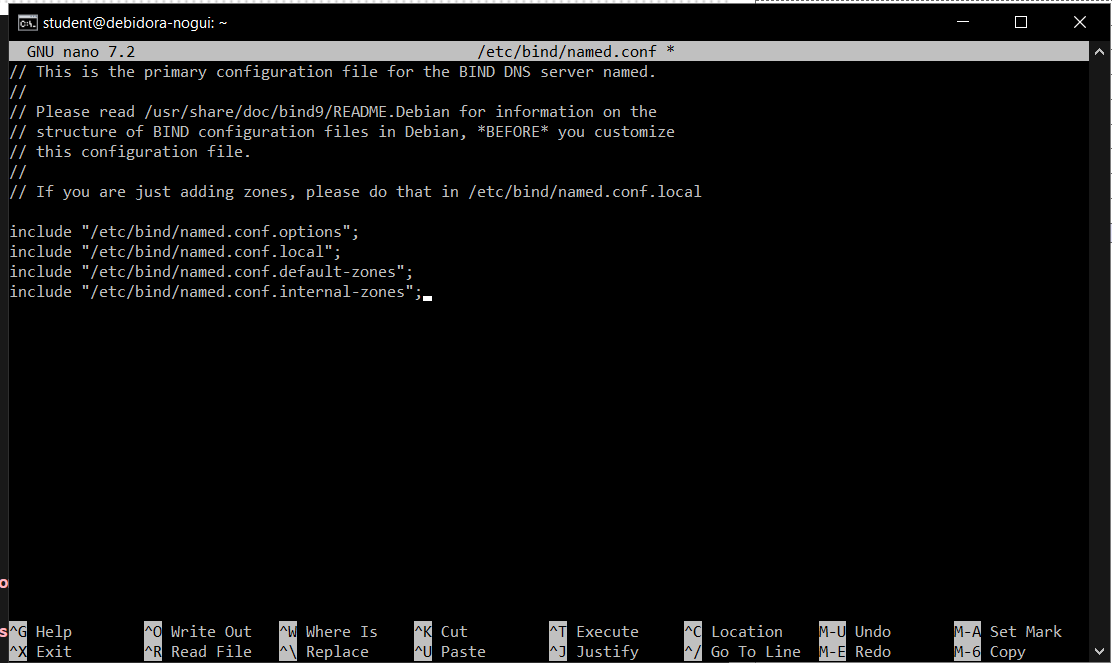 student@debidora-nogui: ~
GNU nano 7.2 /etc/bind/named.conf *
// This is the primary configuration file for the BIND DNS server named.
//
// Please read /usr/share/doc/bind9/README.Debian for information on the
// structure of BIND configuration files in Debian, *BEFORE* you customize
// this configuration file.
//
// If you are just adding zones, please do that in /etc/bind/named.conf.local
include "/etc/bind/named.conf.options";
include "/etc/bind/named.conf.local";
include "/etc/bind/named.conf.default-zones";
include "/etc/bind/named.conf.internal-zones";
^G Help ^O Write Out ^W Where Is ^K Cut ^T Execute ^C Location M-U Undo M-A Set Mark
^X Exit ^R Read File ^\ Replace ^U Paste ^J Justify ^/ Go To Line M-E Redo M-6 Copy